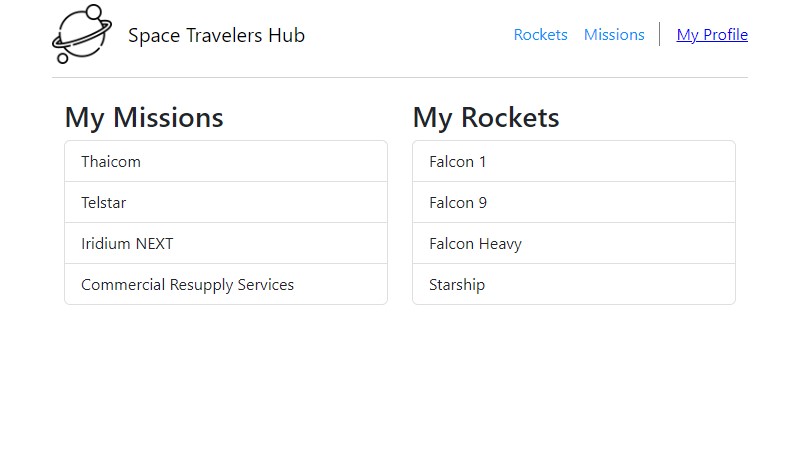 Space Travelers Hub
Rockets Missions My Profile
My Missions
Thaicom
Telstar
Iridium NEXT
Commercial Resupply Services
My Rockets
Falcon 1
Falcon 9
Falcon Heavy
Starship